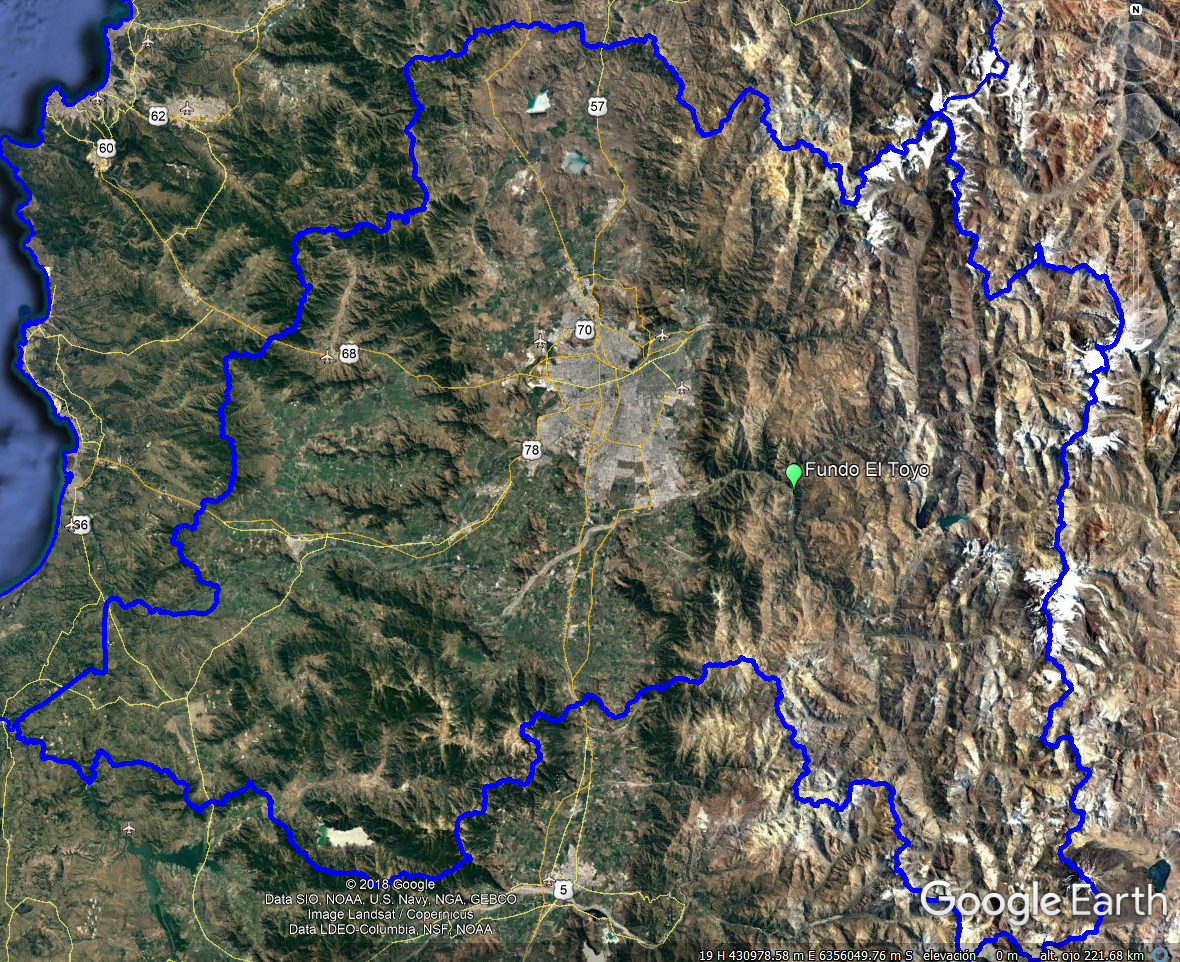 N
62
57
60
70
68
78
Fundo El Toyo
66
5
© 2018 Google
Data SIO, NOAA, U.S. Navy, NGA, GEBCO
Image Landsat / Copernicus
Data LDEO-Columbia, NSF, NOAA
Google Earth
19 H 430978.58 m E 6356049.76 m S elevación 0 m alt. ojo 221.68 km